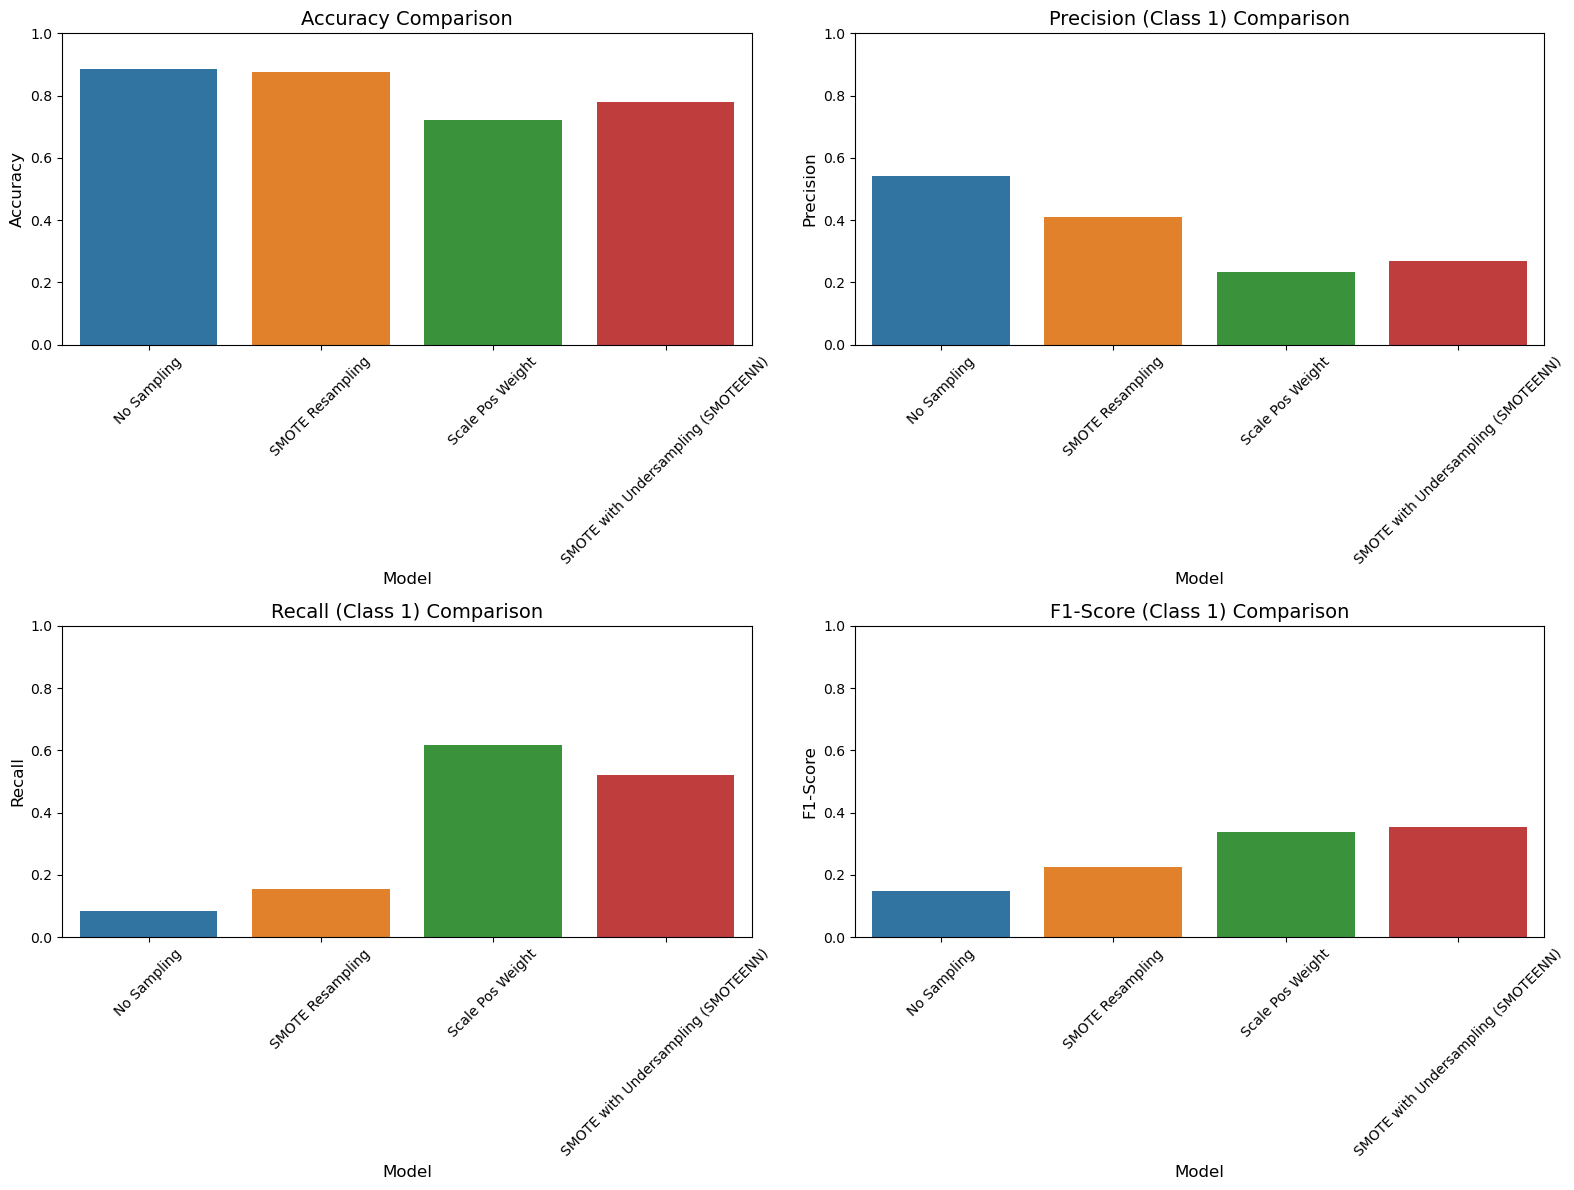 Accuracy Comparison
1.0
0.8
0.6
0.4
0.2
0.0
Accuracy
No Sampling
SMOTE Resampling
Scale Pos Weight
SMOTE with Undersampling (SMOTEENN)
Model
Precision (Class 1) Comparison
1.0
0.8
0.6
0.4
0.2
0.0
Precision
No Sampling
SMOTE Resampling
Scale Pos Weight
SMOTE with Undersampling (SMOTEENN)
Model
Recall (Class 1) Comparison
1.0
0.8
0.6
0.4
0.2
0.0
Recall
No Sampling
SMOTE Resampling
Scale Pos Weight
SMOTE with Undersampling (SMOTEENN)
Model
F1-Score (Class 1) Comparison
1.0
0.8
0.6
0.4
0.2
0.0
F1-Score
No Sampling
SMOTE Resampling
Scale Pos Weight
SMOTE with Undersampling (SMOTEENN)
Model